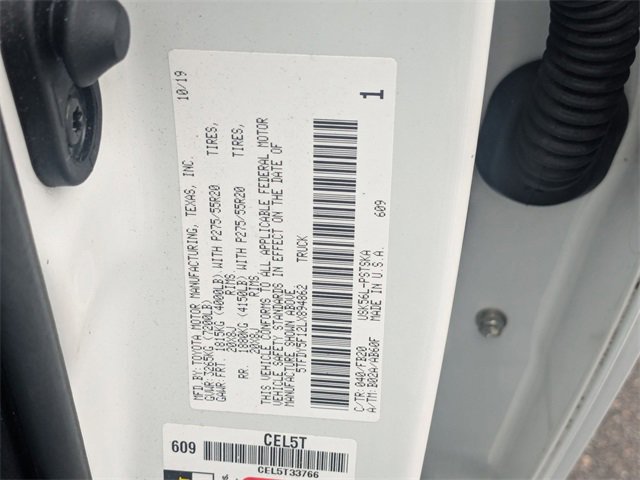 MFD BY: TOYOTA MOTOR MANUFACTURING, TEXAS, INC. 10/19
GVWR 3265KG (7200LB)
GAWR FRT. 1815KG (4000LB) WITH P275/55R20 TIRES,
20X8J RIMS
RR. 1880KG (4150LB) WITH P275/55R20 TIRES,
20X8J RIMS
THIS VEHICLE CONFORMS TO ALL APPLICABLE FEDERAL MOTOR
VEHICLE SAFETY STANDARDS IN EFFECT ON THE DATE OF
MANUFACTURE SHOWN ABOVE.
5TFDY5F12LX894862 TRUCK
C/TR: 040/FB20 USK56L-PSTSKA 609 1
A/TM: B02A/AB60F MADE IN U.S.A.
609 CEL5T
CEL5T33766